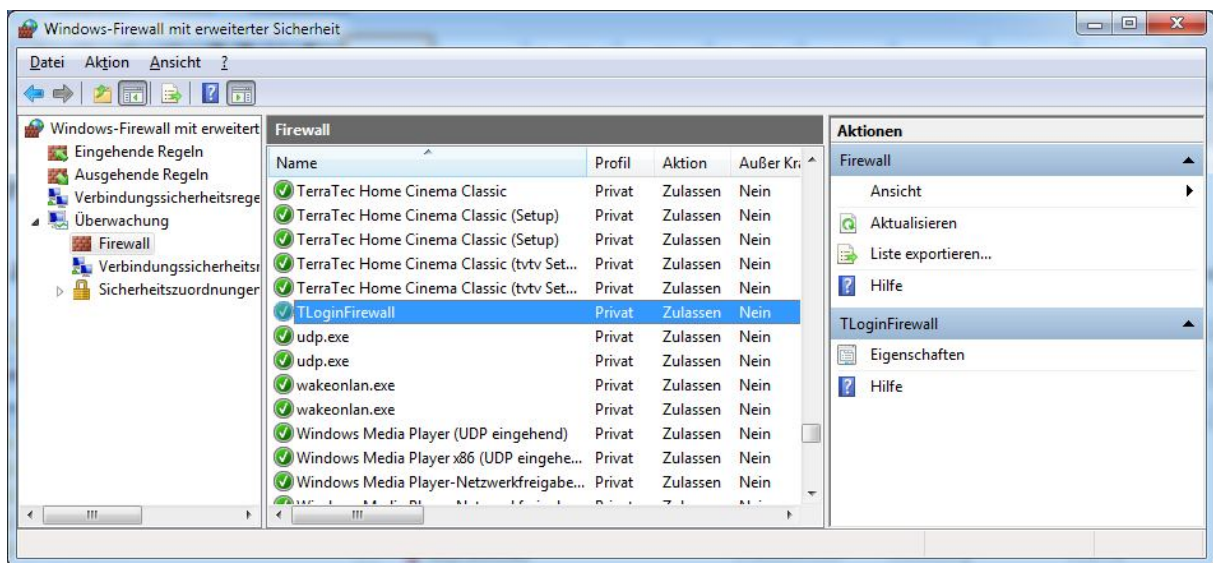 Windows-Firewall mit erweiterter Sicherheit
Datei Aktion Ansicht ?
Windows-Firewall mit erweitert
Eingehende Regeln
Ausgehende Regeln
Verbindungssicherheitsrege
Überwachung
Firewall
Verbindungssicherheitsr
Sicherheitszuordnunger
Firewall
Name Profil Aktion Außer Kra
TerraTec Home Cinema Classic Privat Zulassen Nein
TerraTec Home Cinema Classic (Setup) Privat Zulassen Nein
TerraTec Home Cinema Classic (Setup) Privat Zulassen Nein
TerraTec Home Cinema Classic (tvtv Set... Privat Zulassen Nein
TerraTec Home Cinema Classic (tvtv Set... Privat Zulassen Nein
TLoginFirewall Privat Zulassen Nein
udp.exe Privat Zulassen Nein
udp.exe Privat Zulassen Nein
wakeonlan.exe Privat Zulassen Nein
wakeonlan.exe Privat Zulassen Nein
Windows Media Player (UDP eingehend) Privat Zulassen Nein
Windows Media Player x86 (UDP eingehe... Privat Zulassen Nein
Windows Media Player-Netzwerkfreigabe... Privat Zulassen Nein
Aktionen
Firewall
Ansicht
Aktualisieren
Liste exportieren...
Hilfe
TLoginFirewall
Eigenschaften
Hilfe